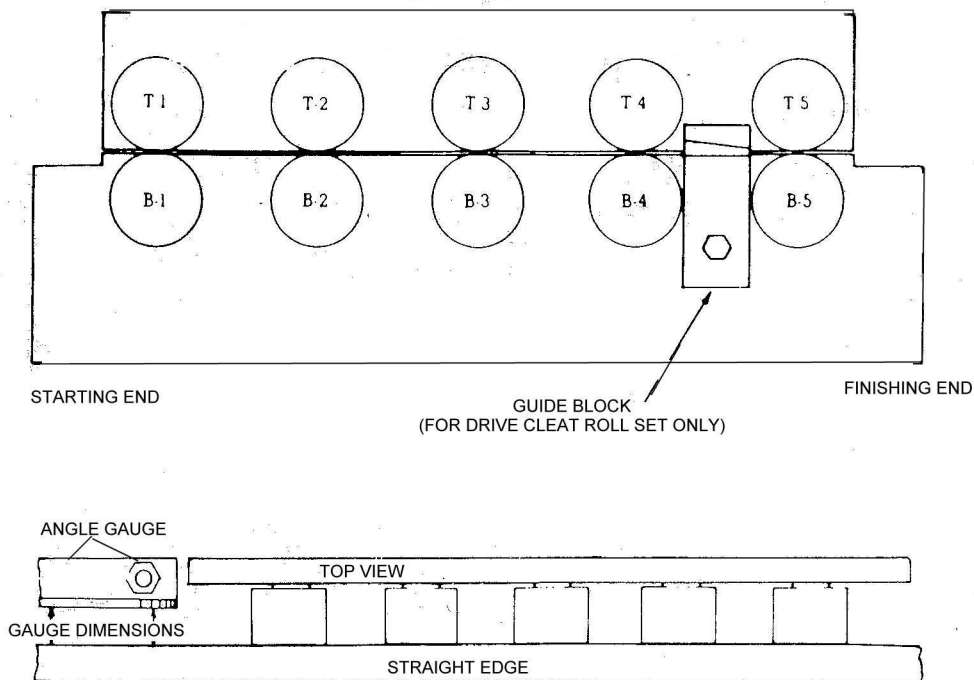 T 1 T-2 T 3 T 4 T 5
B-1 B-2 B-3 B-4 B-5
STARTING END
FINISHING END
GUIDE BLOCK
(FOR DRIVE CLEAT ROLL SET ONLY)
ANGLE GAUGE
TOP VIEW
GAUGE DIMENSIONS
STRAIGHT EDGE